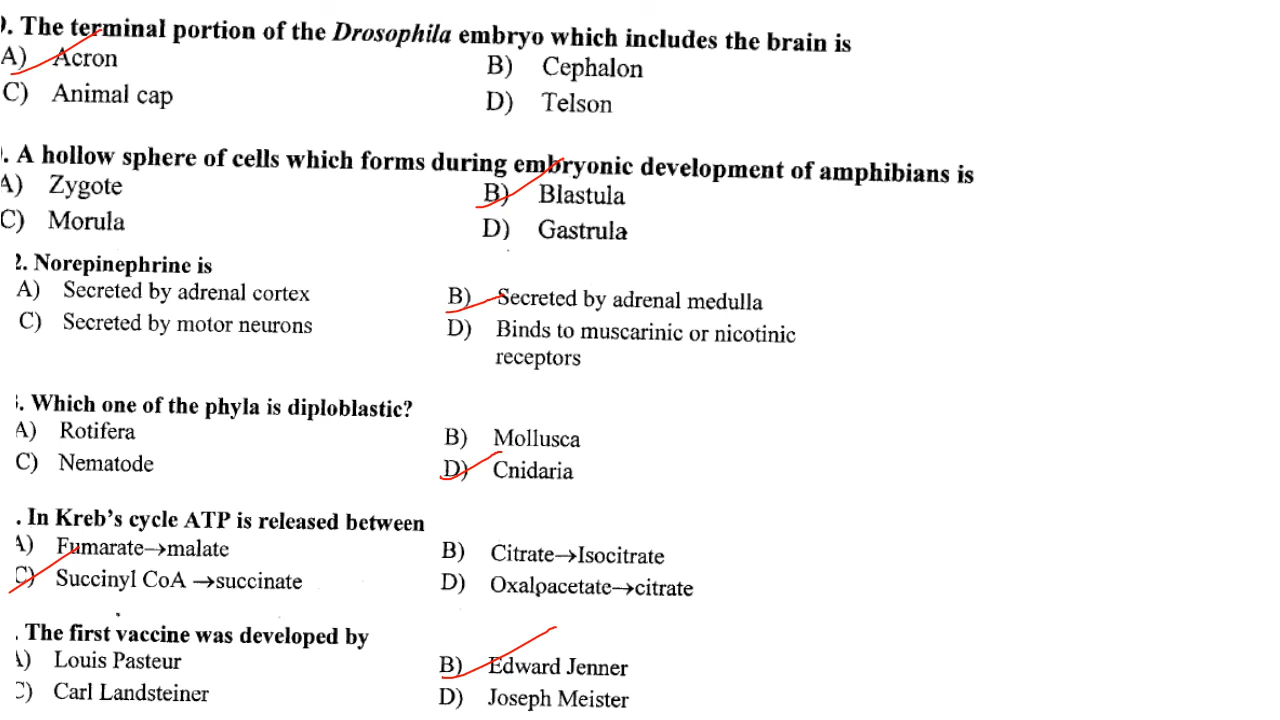 . The terminal portion of the Drosophila embryo which includes the brain is
A) Acron B) Cephalon
C) Animal cap D) Telson
. A hollow sphere of cells which forms during embryonic development of amphibians is
A) Zygote B) Blastula
C) Morula D) Gastrula
2. Norepinephrine is
A) Secreted by adrenal cortex B) Secreted by adrenal medulla
C) Secreted by motor neurons D) Binds to muscarinic or nicotinic
receptors
. Which one of the phyla is diploblastic?
A) Rotifera B) Mollusca
C) Nematode D) Cnidaria
. In Kreb's cycle ATP is released between
A) Fumarate→malate B) Citrate→Isocitrate
C) Succinyl CoA →succinate D) Oxalpacetate→citrate
. The first vaccine was developed by
A) Louis Pasteur B) Edward Jenner
C) Carl Landsteiner D) Joseph Meister